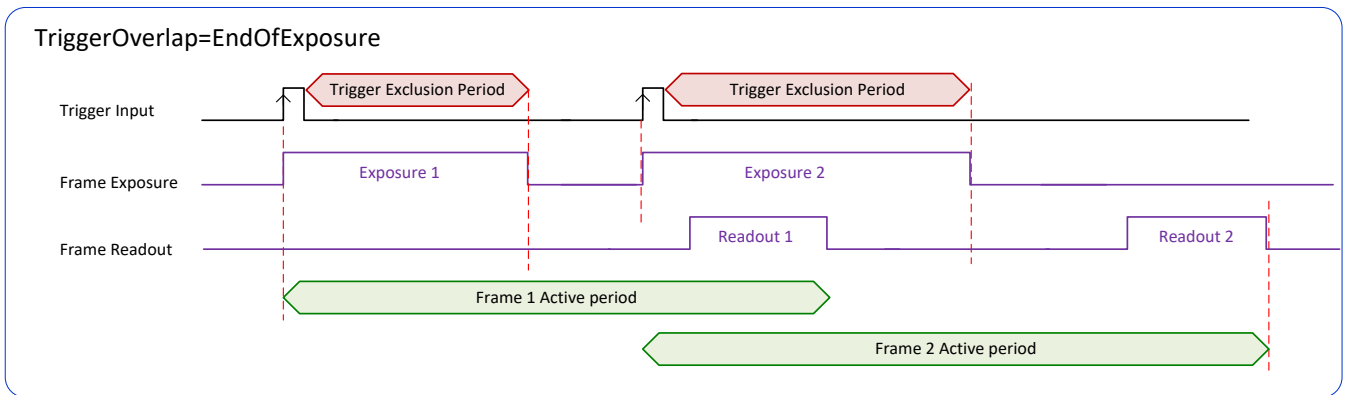 TriggerOverlap=EndOfExposure
Trigger Input
Trigger Exclusion Period
Trigger Exclusion Period
Frame Exposure
Exposure 1
Exposure 2
Frame Readout
Readout 1
Readout 2
Frame 1 Active period
Frame 2 Active period